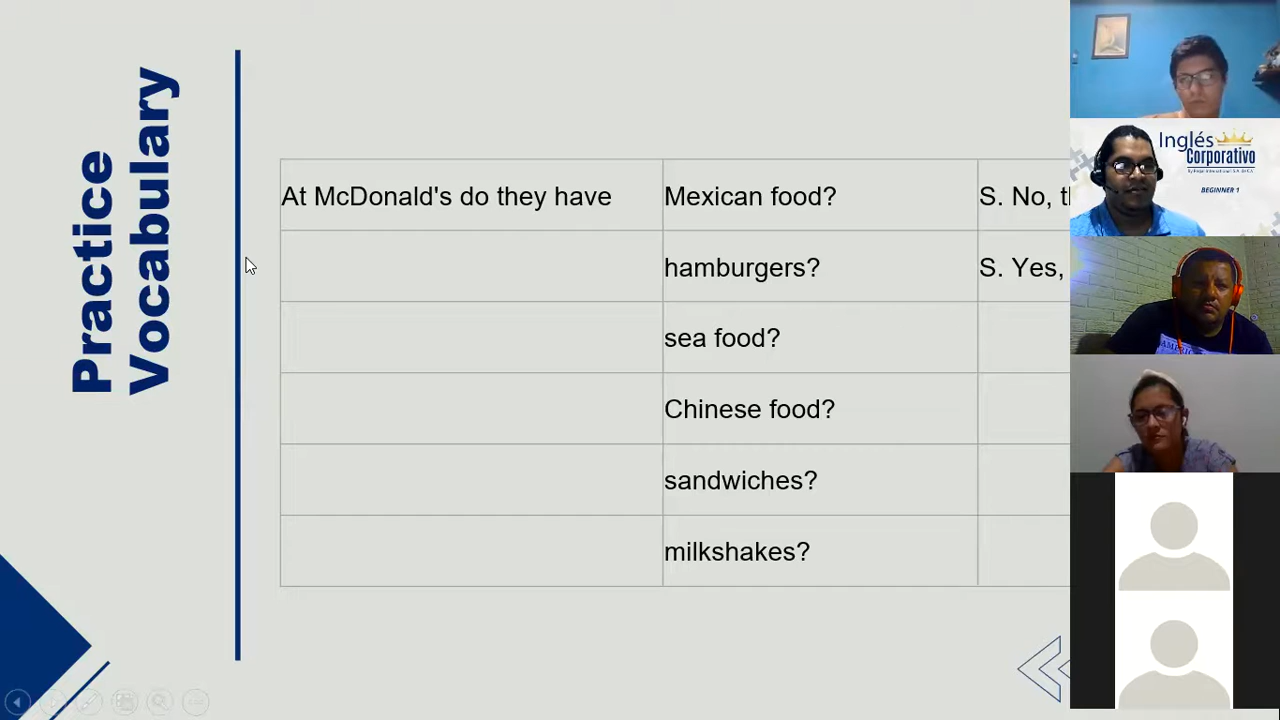 Practice
Vocabulary
At McDonald's do they have
Mexican food?
S. No,
hamburgers?
S. Yes,
sea food?
Chinese food?
sandwiches?
milkshakes?
Inglés
Corporativo
BEGINNER 1